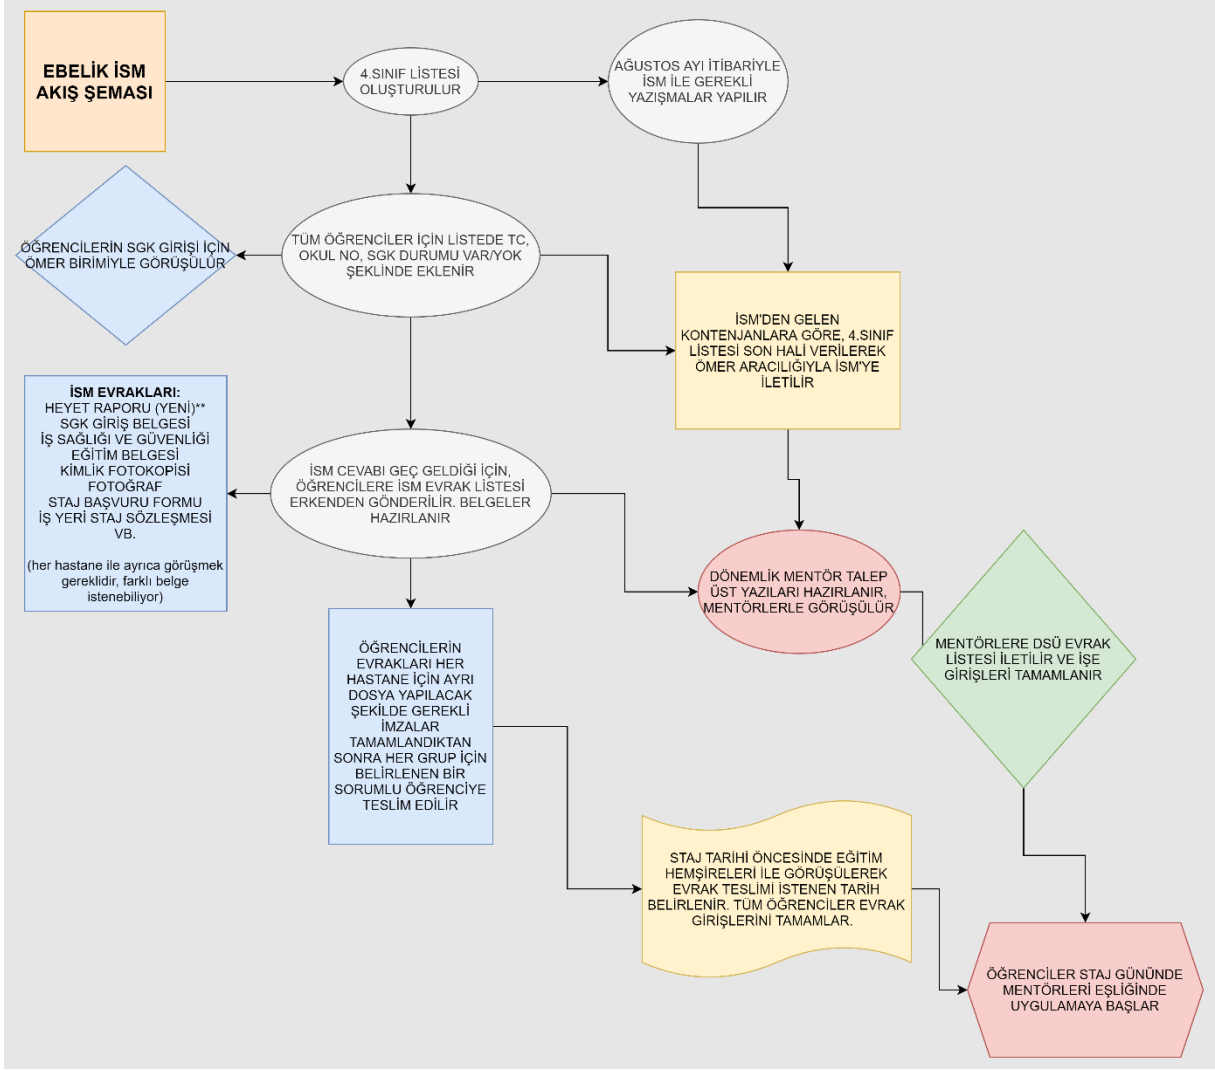 EBELİK İSM
AKIŞ ŞEMASI
4.SINIF LİSTESİ
OLUŞTURULUR
AĞUSTOS AYI İTİBARİYLE
İSM İLE GEREKLİ
YAZIŞMALAR YAPILIR
ÖĞRENCİLERİN SGK GİRİŞİ İÇİN
ÖMER BİRİMİYLE GÖRÜŞÜLÜR
TÜM ÖĞRENCİLER İÇİN LİSTEDE TC,
OKUL NO, SGK DURUMU VAR/YOK
ŞEKLİNDE EKLENİR
İSM'DEN GELEN
KONTENJANLARA GÖRE, 4.SINIF
LİSTESİ SON HALİ VERİLEREK
ÖMER ARACILIĞIYLA İSM'YE
İLETİLİR
İSM EVRAKLARI:
HEYET RAPORU (YENİ)**
SGK GİRİŞ BELGESİ
İŞ SAĞLIĞI VE GÜVENLİĞİ
EĞİTİM BELGESİ
KİMLİK FOTOKOPİSİ
FOTOĞRAF
STAJ BAŞVURU FORMU
İŞ YERİ STAJ SÖZLEŞMESİ
VB.
(her hastane ile ayrıca görüşmek
gereklidir, farklı belge
istenebiliyor)
İSM CEVABI GEÇ GELDİĞİ İÇİN,
ÖĞRENCİLERE İSM EVRAK LİSTESİ
ERKENDEN GÖNDERİLİR. BELGELER
HAZIRLANIR
DÖNEMLİK MENTÖR TALEP
ÜST YAZILARI HAZIRLANIR,
MENTÖRLERLE GÖRÜŞÜLÜR
MENTÖRLERE DSÜ EVRAK
LİSTESİ İLETİLİR VE İŞE
GİRİŞLERİ TAMAMLANIR
ÖĞRENCİLERİN
EVRAKLARI HER
HASTANE İÇİN AYRI
DOSYA YAPILACAK
ŞEKİLDE GEREKLİ
İMZALAR
TAMAMLANDIKTAN
SONRA HER GRUP İÇİN
BELİRLENEN BİR
SORUMLU ÖĞRENCİYE
TESLİM EDİLİR
STAJ TARİHİ ÖNCESİNDE EĞİTİM
HEMŞİRELERİ İLE GÖRÜŞÜLEREK
EVRAK TESLİMİ İSTENEN TARİH
BELİRLENİR. TÜM ÖĞRENCİLER EVRAK
GİRİŞLERİNİ TAMAMLAR.
ÖĞRENCİLER STAJ GÜNÜNDE
MENTÖRLERİ EŞLİĞİNDE
UYGULAMAYA BAŞLAR